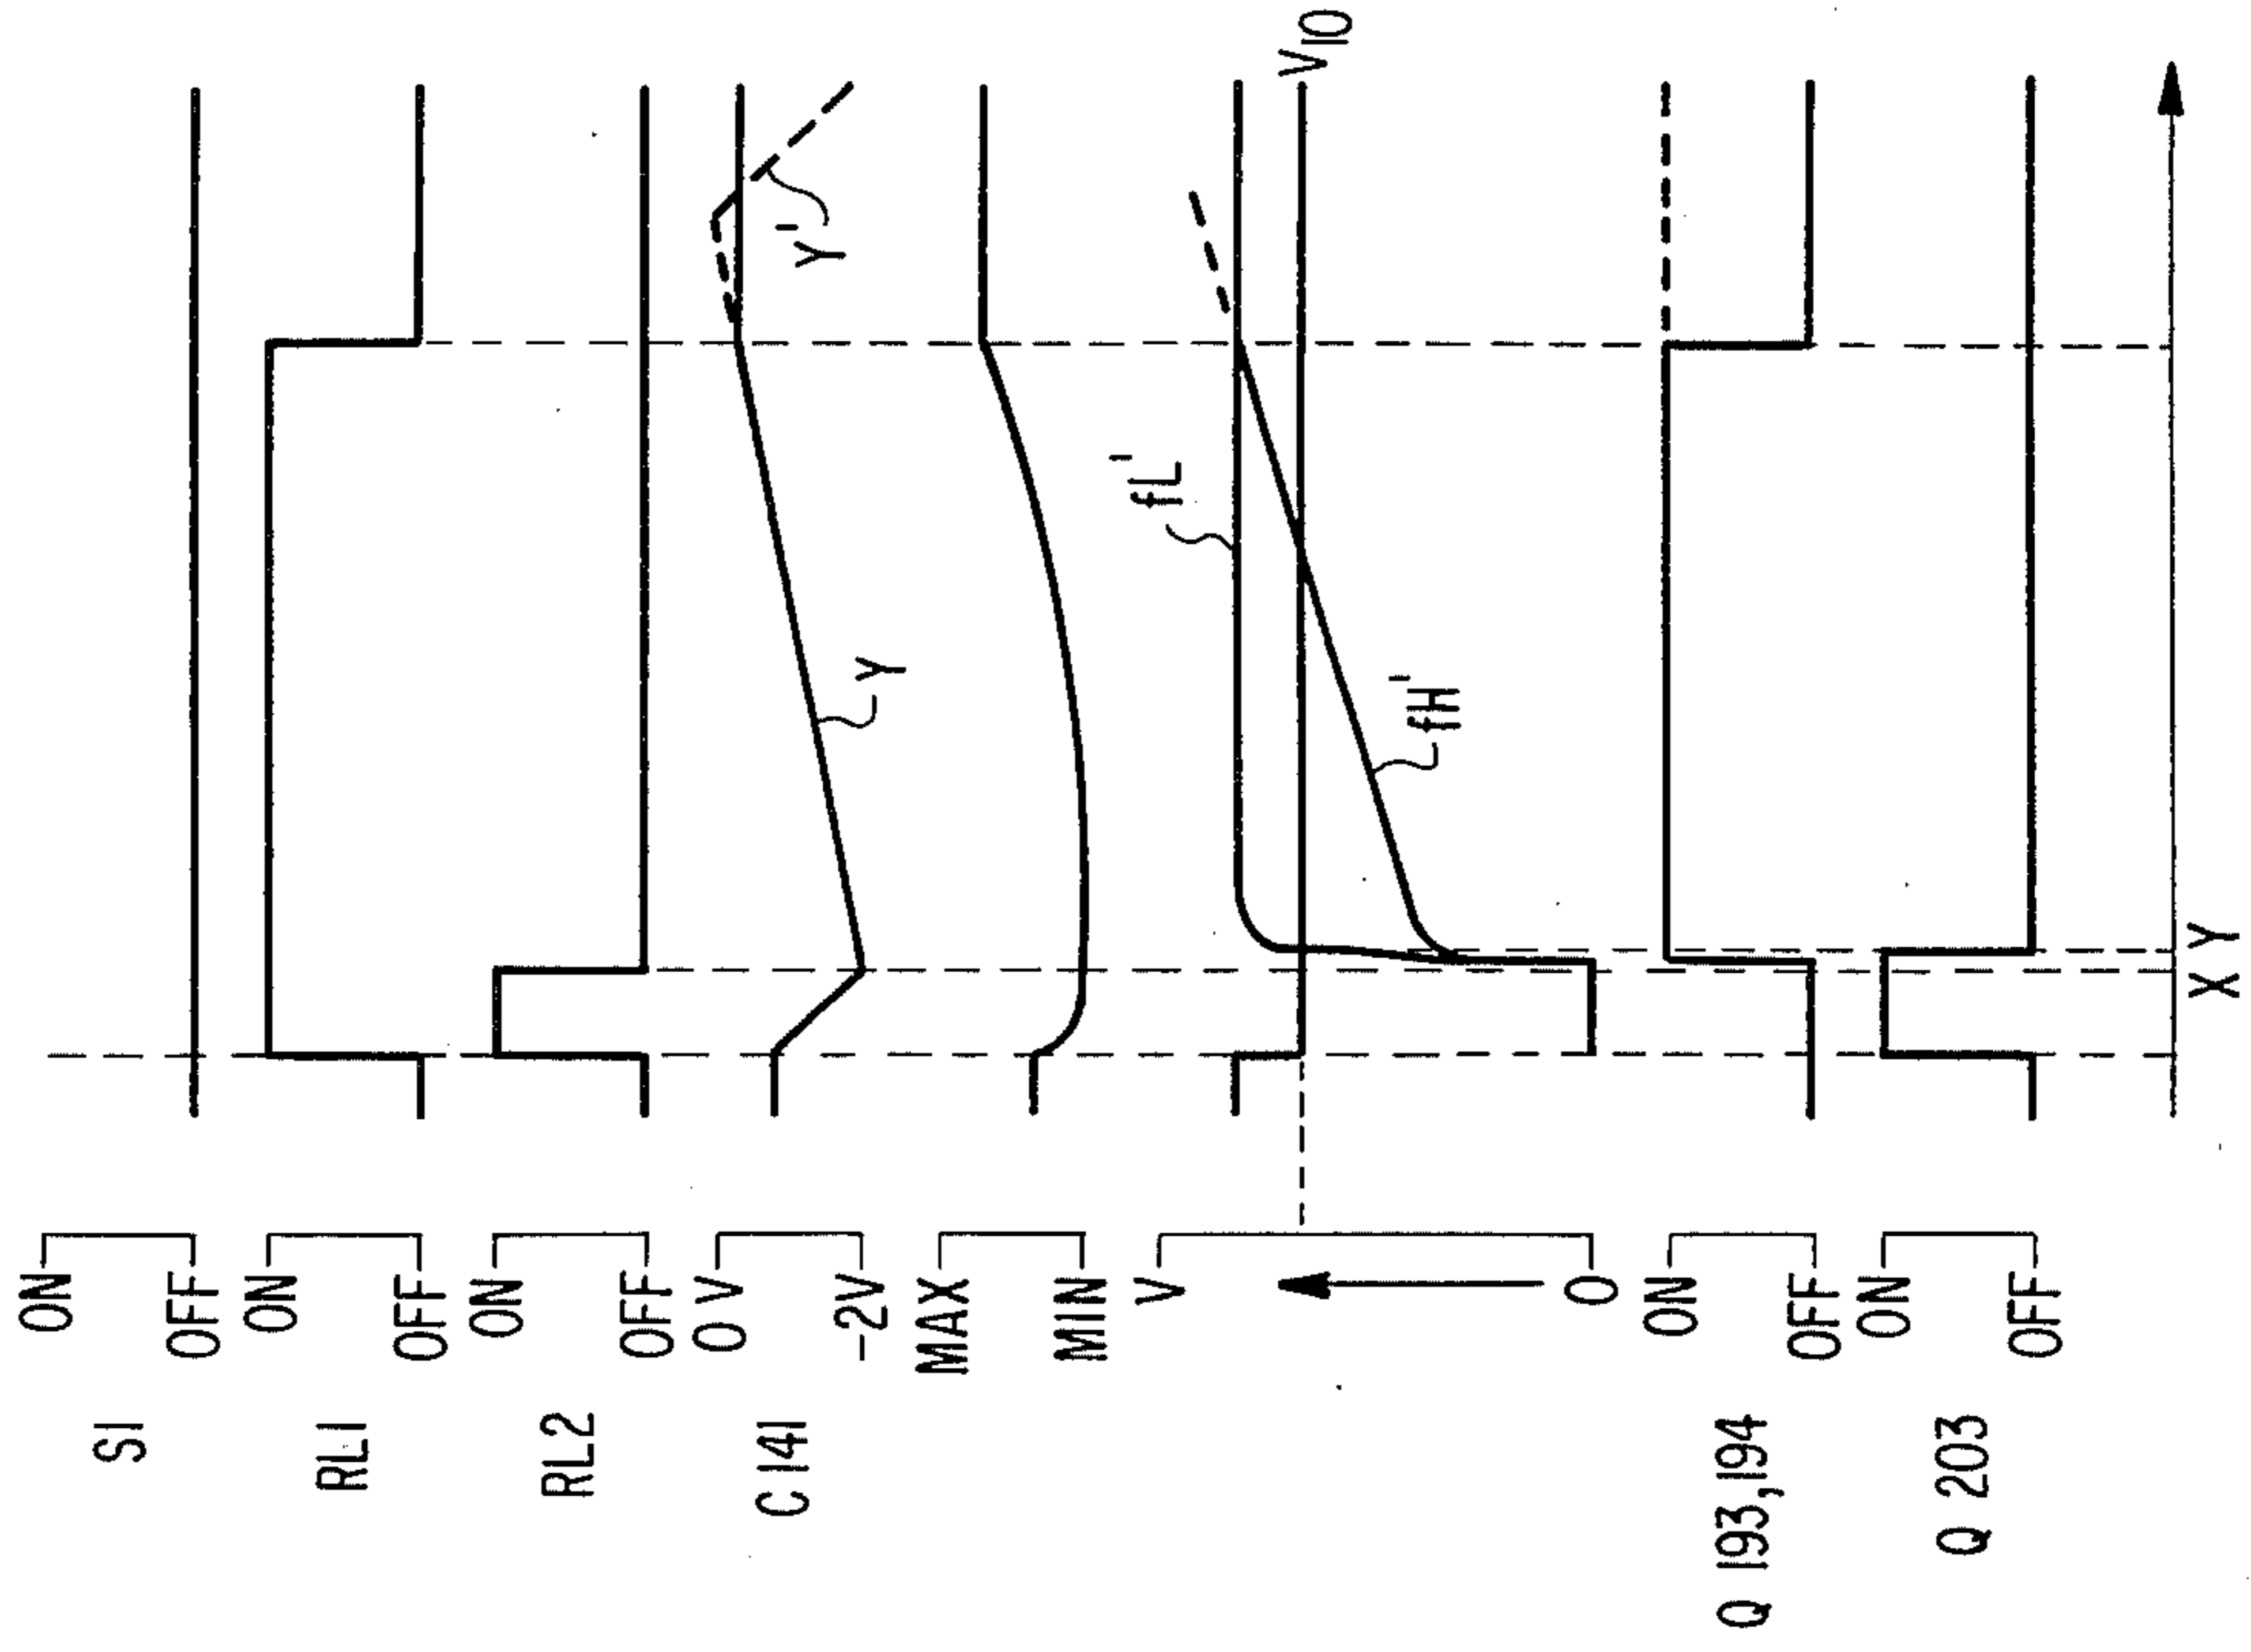 S1
ON
OFF
RL1
ON
OFF
RL2
ON
OFF
C 141
0 V
-2V
Y
Y'
MAX
MIN
V
0
fL'
fH'
V10
Q 193,194
ON
OFF
Q 203
ON
OFF
X Y